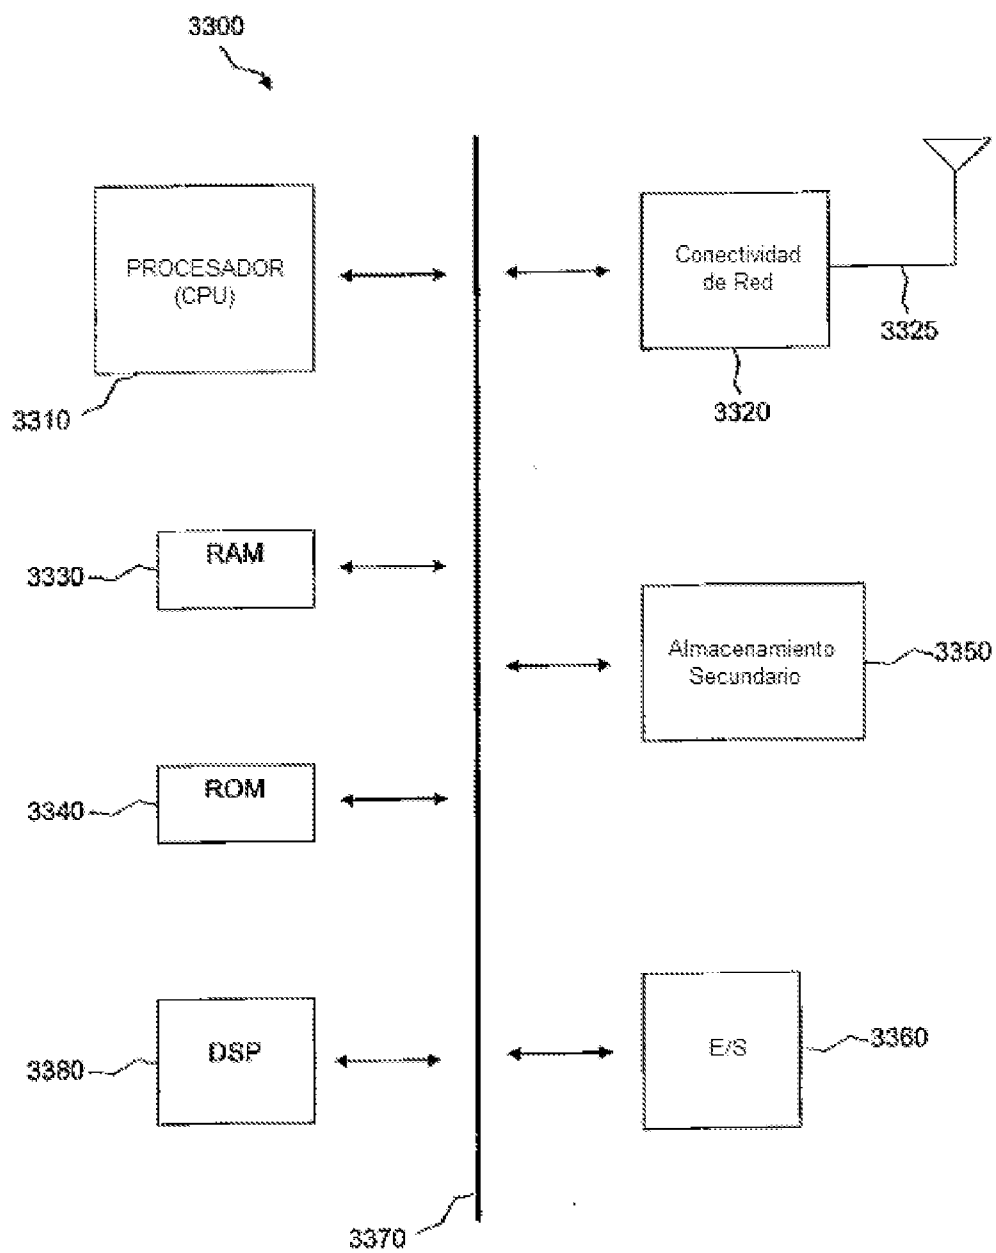 3300
PROCESADOR
(CPU)
3310
Conectividad
de Red
3325
3320
RAM
3330
Almacenamiento
Secundario
3350
ROM
3340
DSP
3380
E/S
3360
3370